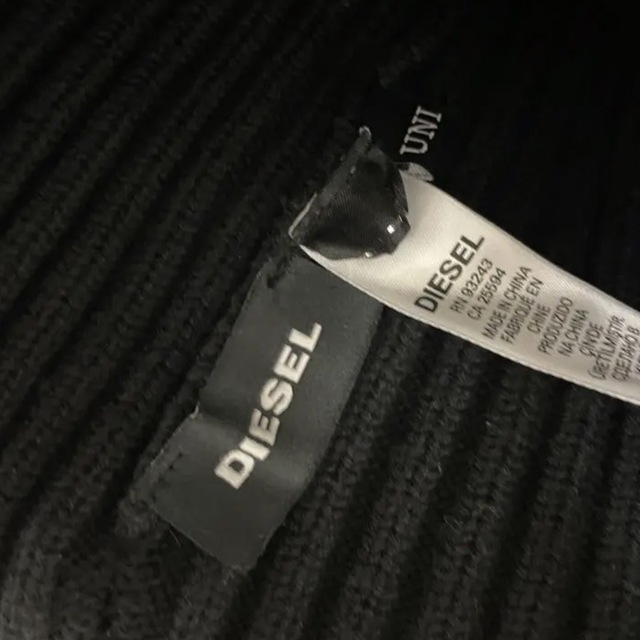 UNI
DIESEL
DIESEL
RN 93243
CA 25594
MADE IN CHINA
FABRIQUÉ EN
CHINE
PRODUZIDO
NA CHINA